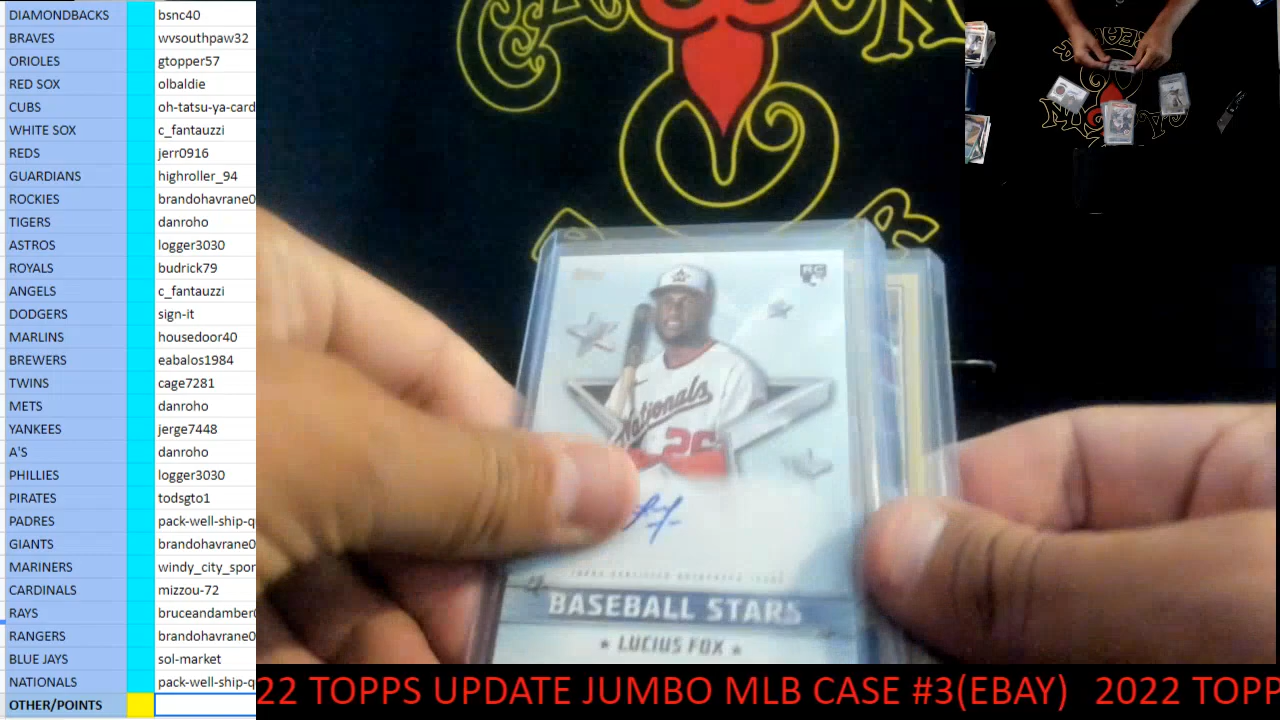 DIAMONDBACKS bsnc40
BRAVES wvsouthpaw32
ORIOLES gtopper57
RED SOX olbaldie
CUBS oh-tatsu-ya-card
WHITE SOX c_fantauzzi
REDS jerr0916
GUARDIANS highroller_94
ROCKIES brandohavrane0
TIGERS danroho
ASTROS logger3030
ROYALS budrick79
ANGELS c_fantauzzi
DODGERS sign-it
MARLINS housedoor40
BREWERS eabalos1984
TWINS cage7281
METS danroho
YANKEES jerge7448
A'S danroho
PHILLIES logger3030
PIRATES todsgto1
PADRES pack-well-ship-q
GIANTS brandohavrane0
MARINERS windy_city_spor
CARDINALS mizzou-72
RAYS bruceandamber
RANGERS brandohavrane0
BLUE JAYS sol-market
NATIONALS pack-well-ship-q
OTHER/POINTS
RC
Nationals
TOPPS CERTIFIED AUTOGRAPH ISSUE
BASEBALL STARS
★ LUCIUS FOX ★
22 TOPPS UPDATE JUMBO MLB CASE #3(EBAY) 2022 TOPP